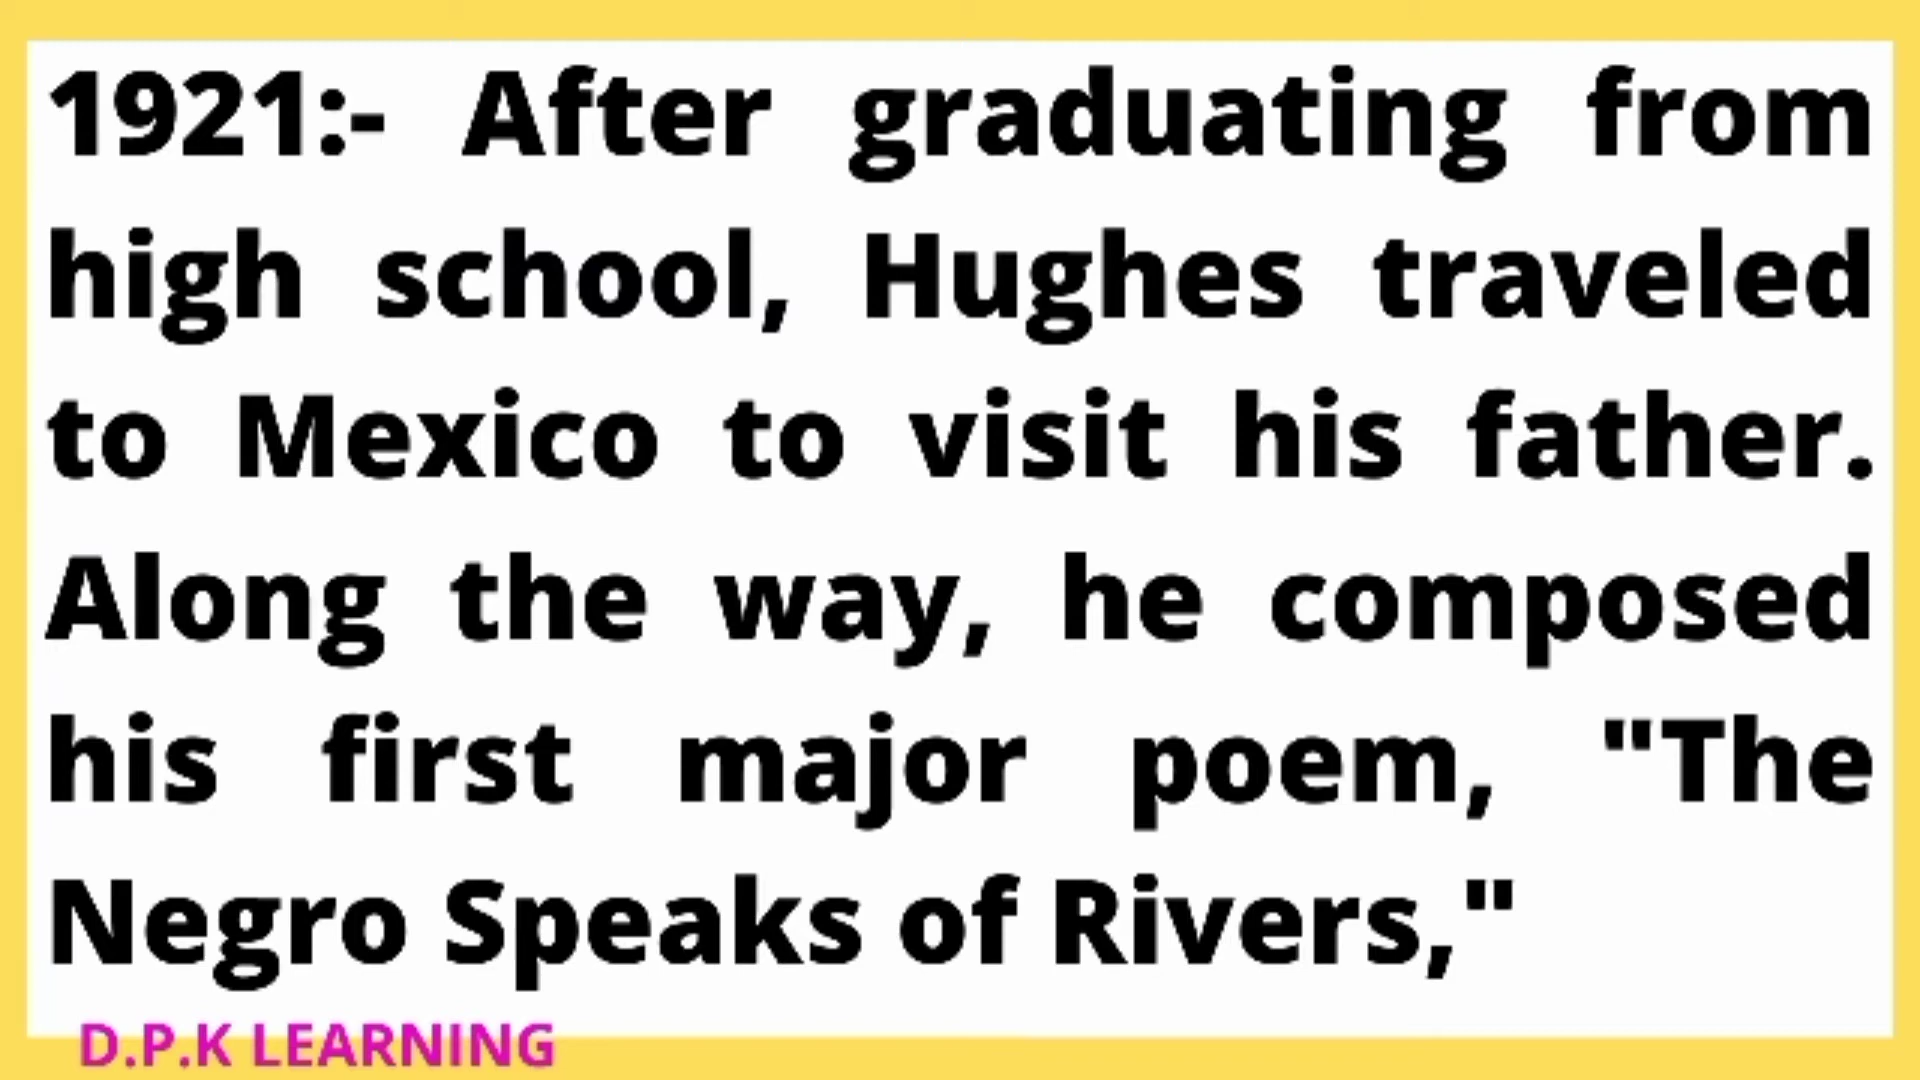 1921:- After graduating from
high school, Hughes traveled
to Mexico to visit his father.
Along the way, he composed
his first major poem, "The
Negro Speaks of Rivers,"
D.P.K LEARNING